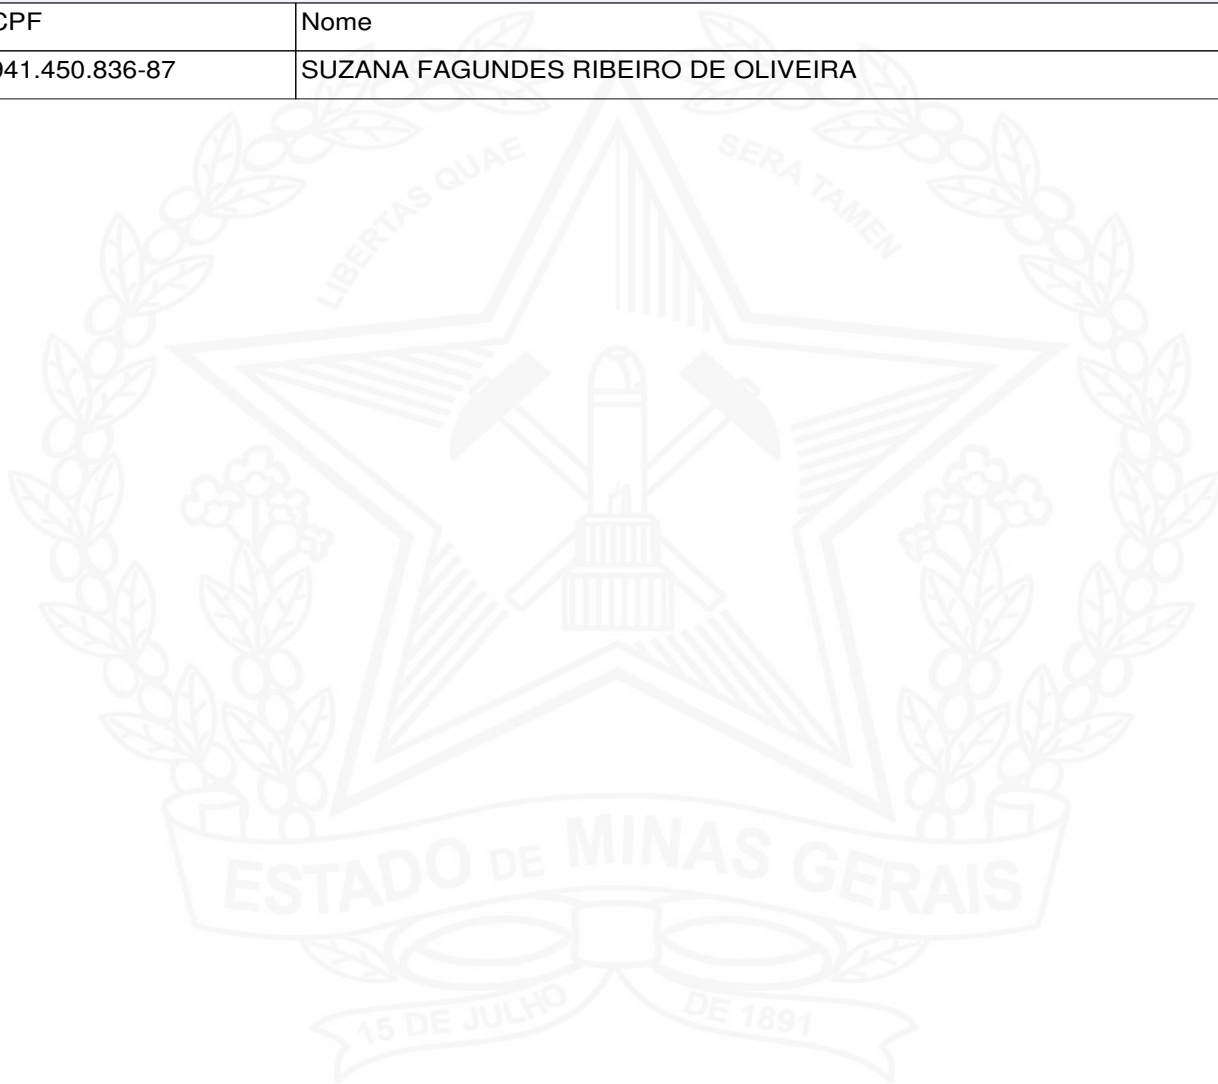 CPF Nome
941.450.836-87 SUZANA FAGUNDES RIBEIRO DE OLIVEIRA
LIBERTAS QUAE SERA TAMEN
ESTADO DE MINAS GERAIS
15 DE JULHO DE 1891